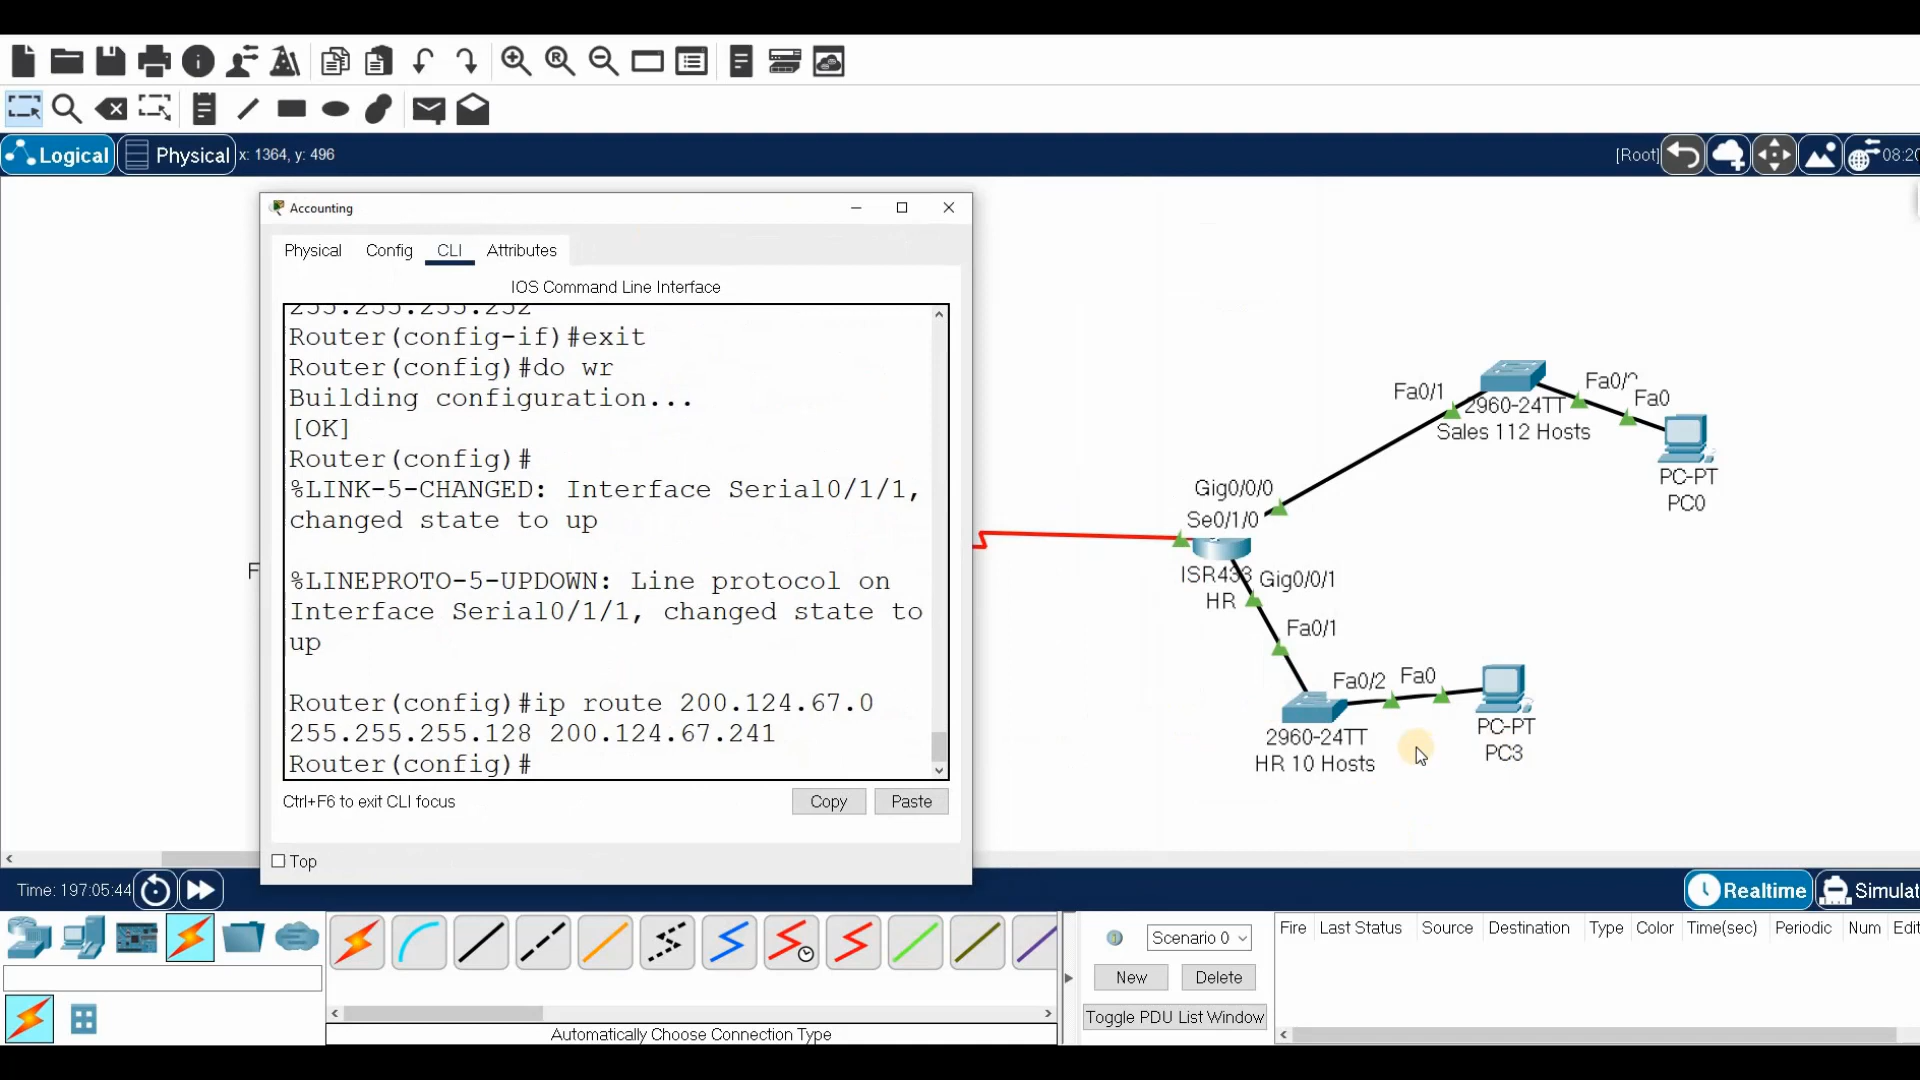 Logical
Physical
x: 1364, y: 496
[Root]
Accounting
Physical
Config
CLI
Attributes
IOS Command Line Interface
255.255.255.252
Router(config-if)#exit
Router(config)#do wr
Building configuration...
[OK]
Router(config)#
%LINK-5-CHANGED: Interface Serial0/1/1,
changed state to up
%LINEPROTO-5-UPDOWN: Line protocol on
Interface Serial0/1/1, changed state to
up
Router(config)#ip route 200.124.67.0
255.255.255.128 200.124.67.241
Router(config)#
Ctrl+F6 to exit CLI focus
Copy
Paste
Top
F
Fa0/1
Fa0
2960-24TT
Sales 112 Hosts
PC-PT
PC0
Gig0/0/0
Se0/1/0
ISR433
HR
Gig0/0/1
Fa0/1
Fa0/2
Fa0
2960-24TT
HR 10 Hosts
PC-PT
PC3
Time: 197:05:44
Realtime
Simulat
Scenario 0
New
Delete
Toggle PDU List Window
Fire
Last Status
Source
Destination
Type
Color
Time(sec)
Periodic
Num
Edit
Automatically Choose Connection Type